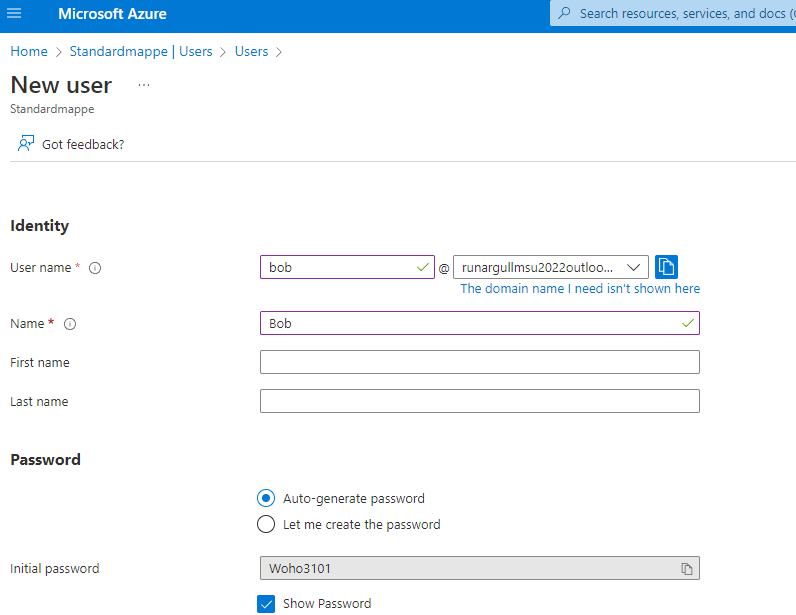 Microsoft Azure
Search resources, services, and docs (
Home > Standardmappe | Users > Users >
New user ...
Standardmappe
Got feedback?
Identity
User name * bob @ runargullmsu2022outloo...
The domain name I need isn't shown here
Name * Bob
First name
Last name
Password
Auto-generate password
Let me create the password
Initial password Woho3101
Show Password